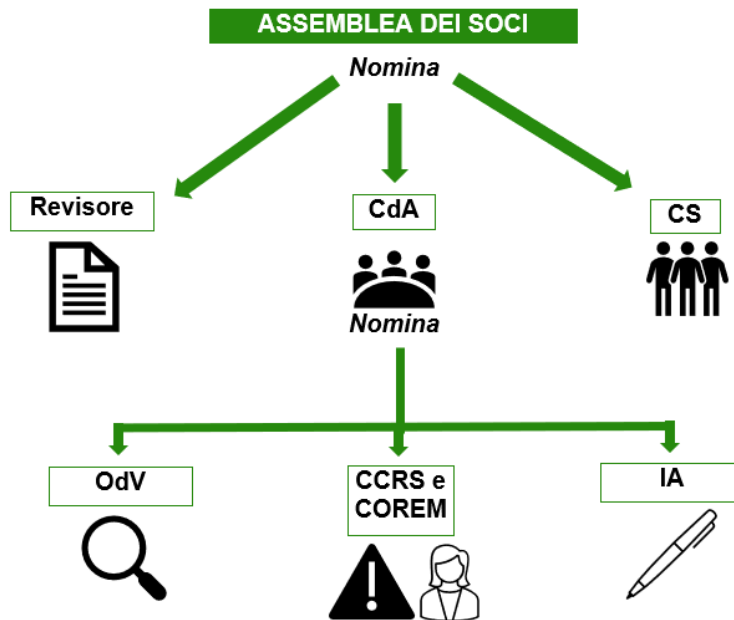 ASSEMBLEA DEI SOCI
Nomina
Revisore
CdA
CS
Nomina
OdV
CCRS e
COREM
IA